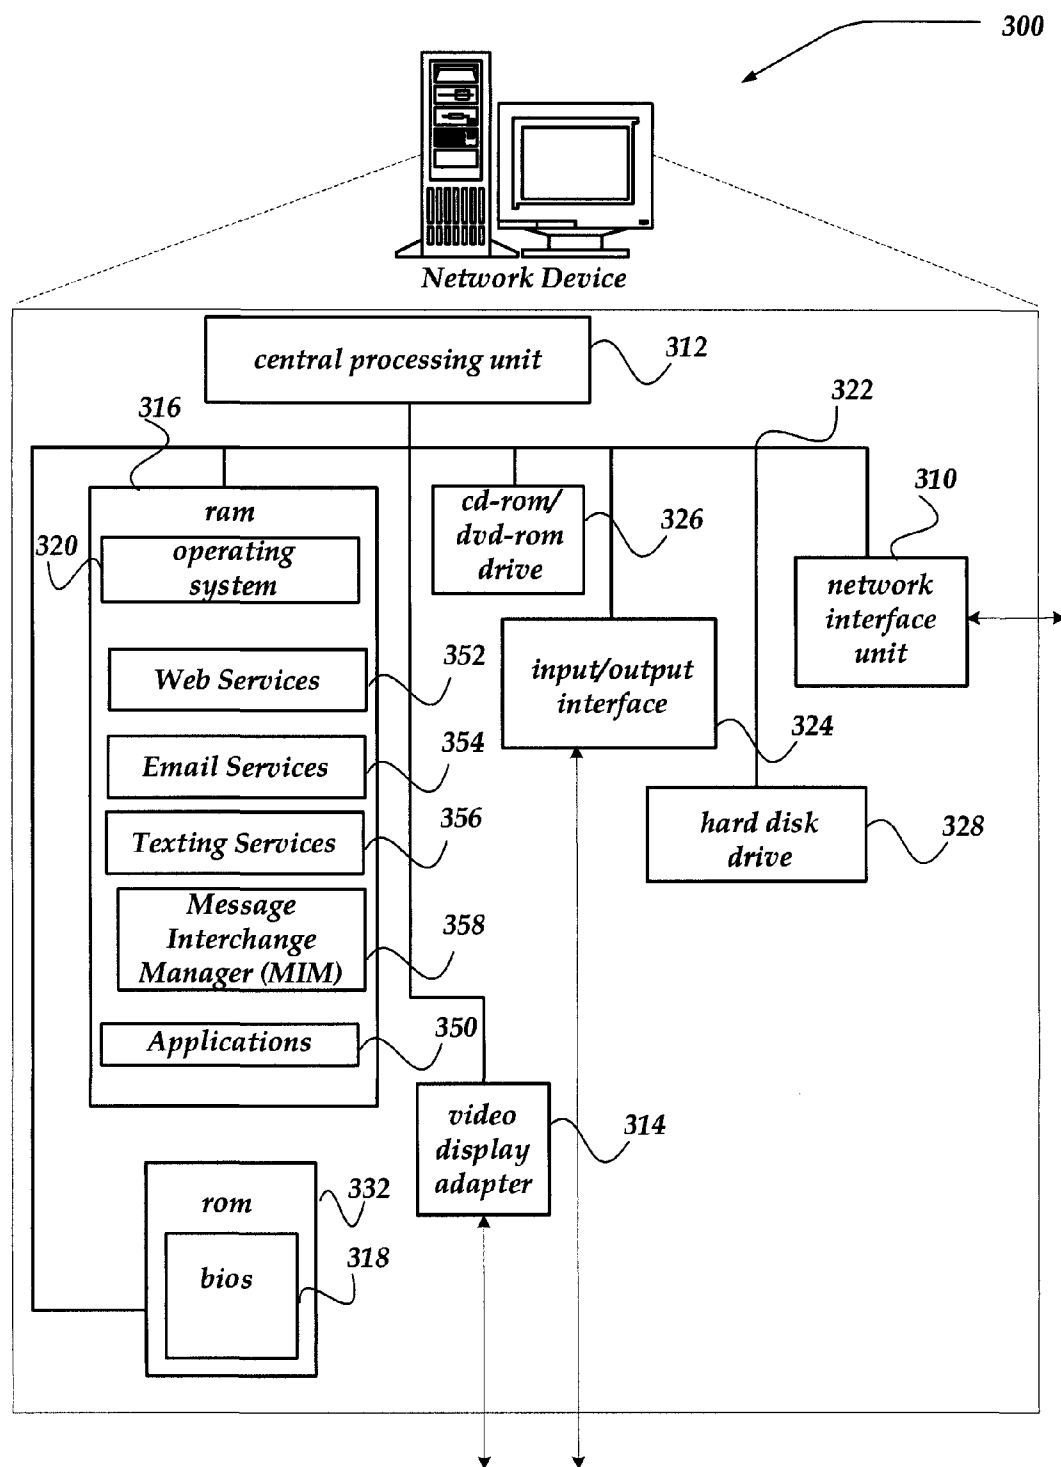 300
Network Device
central processing unit
312
322
316
310
ram
cd-rom/
dvd-rom
drive
326
320
operating
system
network
interface
unit
Web Services
352
input/output
interface
324
Email Services
354
Texting Services
356
hard disk
drive
328
Message
Interchange
Manager (MIM)
358
Applications
350
video
display
adapter
314
rom
332
bios
318